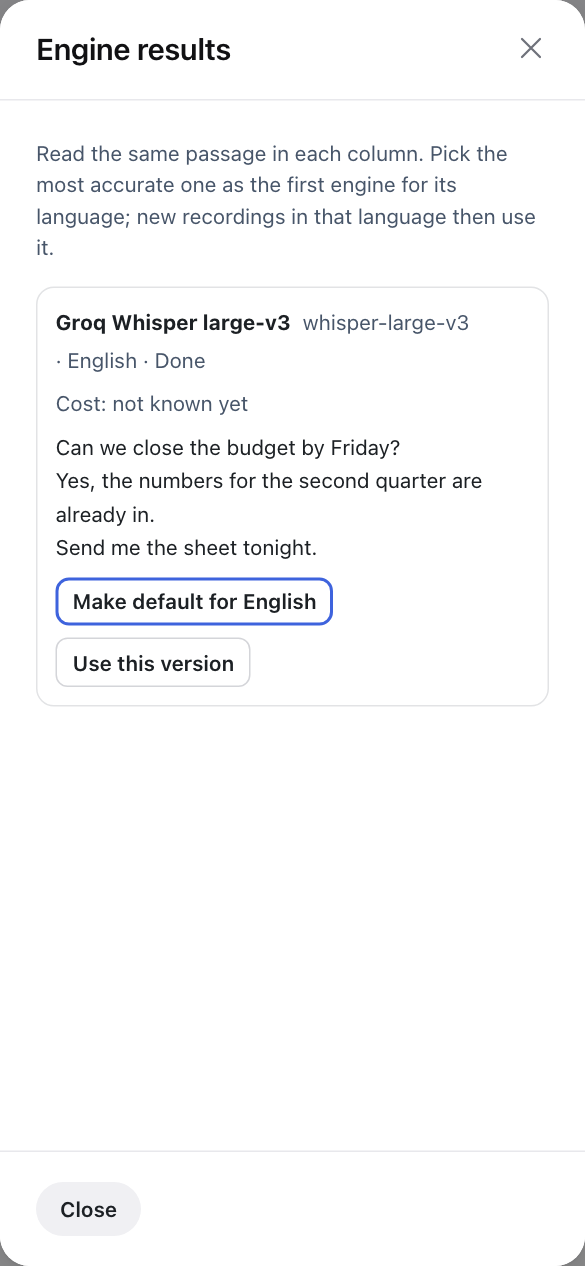 Engine results
Read the same passage in each column. Pick the
most accurate one as the first engine for its
language; new recordings in that language then use
it.
Groq Whisper large-v3 whisper-large-v3
· English · Done
Cost: not known yet
Can we close the budget by Friday?
Yes, the numbers for the second quarter are
already in.
Send me the sheet tonight.
Make default for English
Use this version
Close